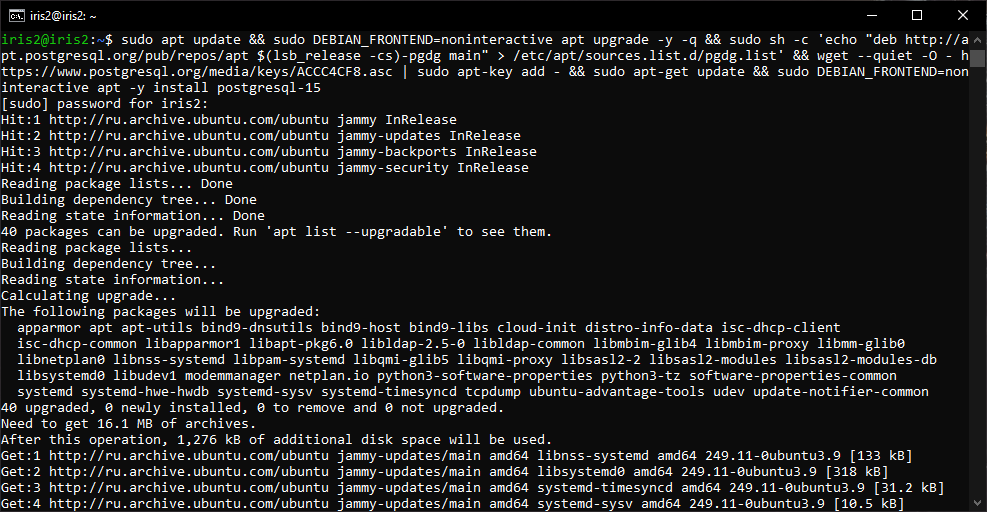 iris2@iris2: ~
iris2@iris2:~$ sudo apt update && sudo DEBIAN_FRONTEND=noninteractive apt upgrade -y -q && sudo sh -c 'echo "deb http://a
pt.postgresql.org/pub/repos/apt $(lsb_release -cs)-pgdg main" > /etc/apt/sources.list.d/pgdg.list' && wget --quiet -O - h
ttps://www.postgresql.org/media/keys/ACCC4CF8.asc | sudo apt-key add - && sudo apt-get update && sudo DEBIAN_FRONTEND=non
interactive apt -y install postgresql-15
[sudo] password for iris2:
Hit:1 http://ru.archive.ubuntu.com/ubuntu jammy InRelease
Hit:2 http://ru.archive.ubuntu.com/ubuntu jammy-updates InRelease
Hit:3 http://ru.archive.ubuntu.com/ubuntu jammy-backports InRelease
Hit:4 http://ru.archive.ubuntu.com/ubuntu jammy-security InRelease
Reading package lists... Done
Building dependency tree... Done
Reading state information... Done
40 packages can be upgraded. Run 'apt list --upgradable' to see them.
Reading package lists...
Building dependency tree...
Reading state information...
Calculating upgrade...
The following packages will be upgraded:
  apparmor apt apt-utils bind9-dnsutils bind9-host bind9-libs cloud-init distro-info-data isc-dhcp-client
  isc-dhcp-common libapparmor1 libapt-pkg6.0 libldap-2.5-0 libldap-common libmbim-glib4 libmbim-proxy libmm-glib0
  libnetplan0 libnss-systemd libpam-systemd libqmi-glib5 libqmi-proxy libsasl2-2 libsasl2-modules libsasl2-modules-db
  libsystemd0 libudev1 modemmanager netplan.io python3-software-properties python3-tz software-properties-common
  systemd systemd-hwe-hwdb systemd-sysv systemd-timesyncd tcpdump ubuntu-advantage-tools udev update-notifier-common
40 upgraded, 0 newly installed, 0 to remove and 0 not upgraded.
Need to get 16.1 MB of archives.
After this operation, 1,276 kB of additional disk space will be used.
Get:1 http://ru.archive.ubuntu.com/ubuntu jammy-updates/main amd64 libnss-systemd amd64 249.11-0ubuntu3.9 [133 kB]
Get:2 http://ru.archive.ubuntu.com/ubuntu jammy-updates/main amd64 libsystemd0 amd64 249.11-0ubuntu3.9 [318 kB]
Get:3 http://ru.archive.ubuntu.com/ubuntu jammy-updates/main amd64 systemd-timesyncd amd64 249.11-0ubuntu3.9 [31.2 kB]
Get:4 http://ru.archive.ubuntu.com/ubuntu jammy-updates/main amd64 systemd-sysv amd64 249.11-0ubuntu3.9 [10.5 kB]